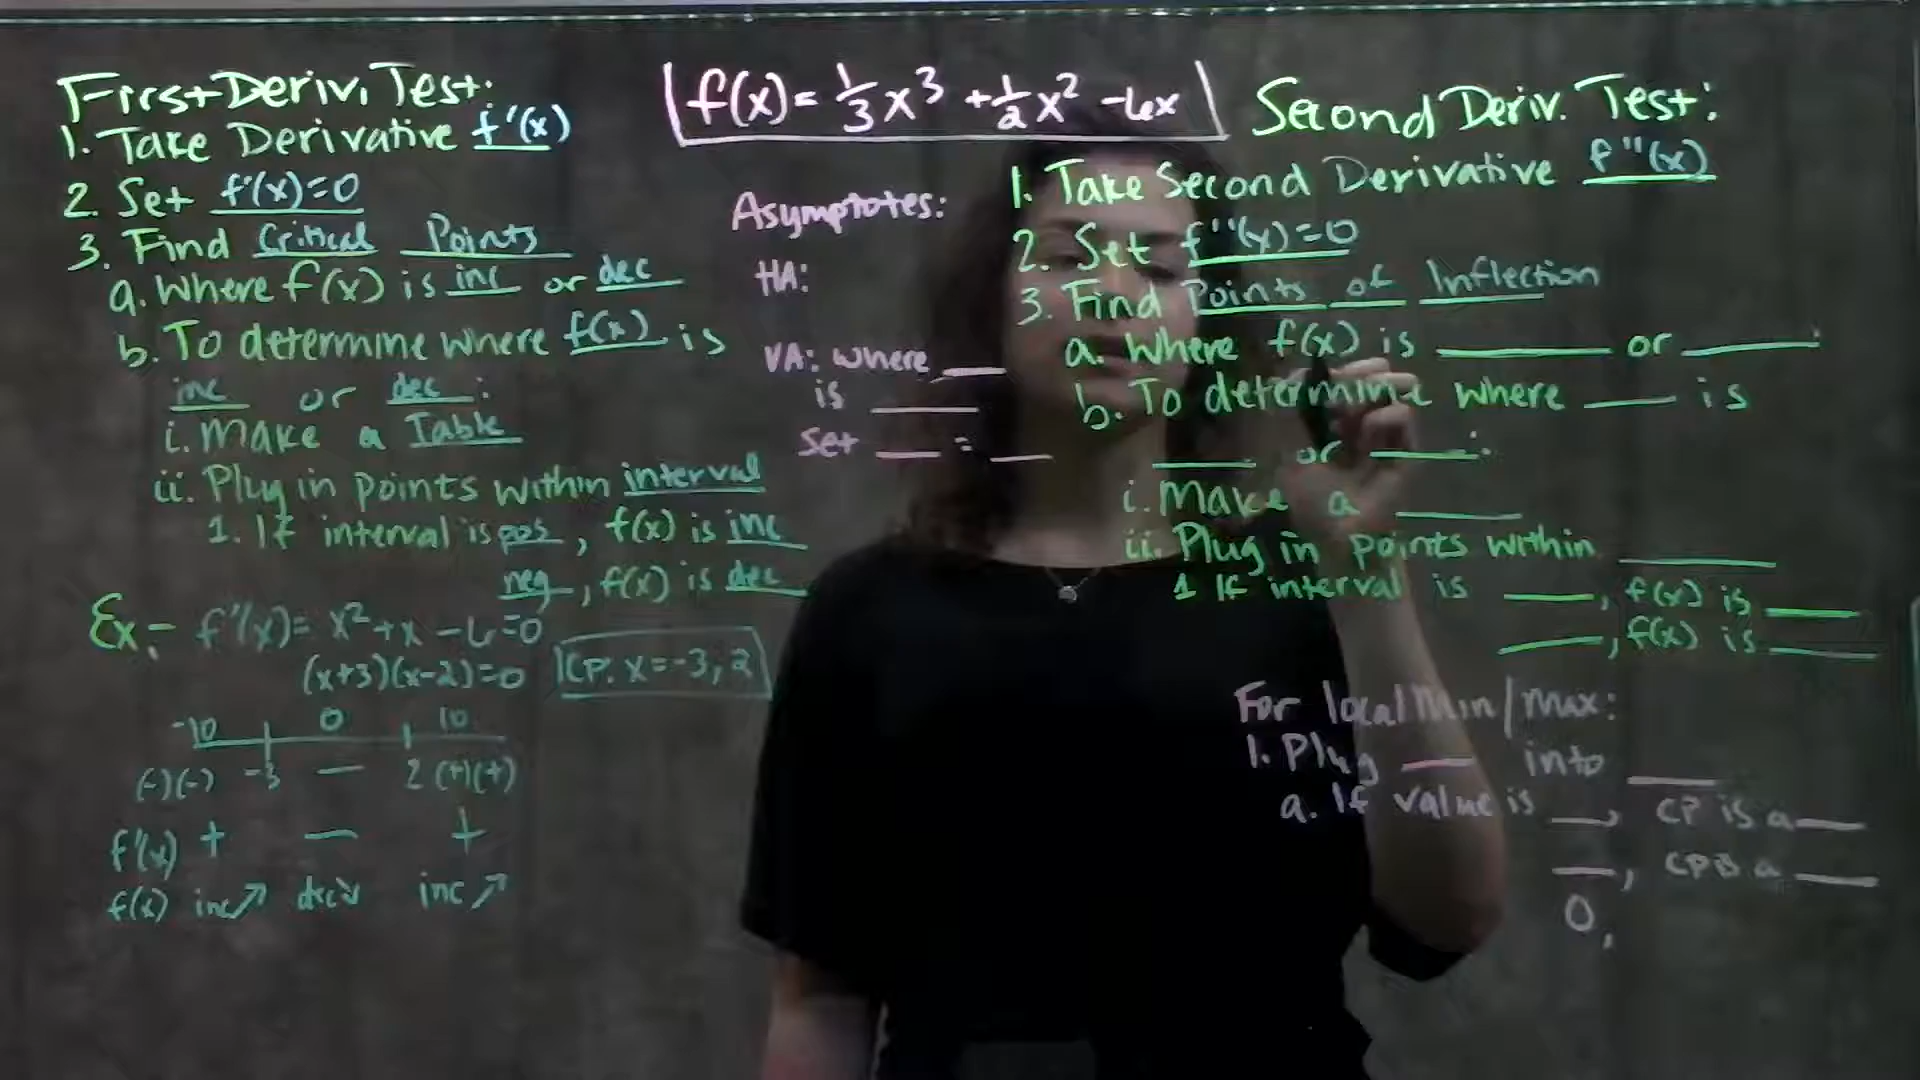 First Deriv. Test:
1. Take Derivative f'(x)
2. Set f'(x)=0
3. Find Critical Points
a. Where f(x) is inc or dec
b. To determine where f(x) is
inc or dec:
i. Make a Table
ii. Plug in points within interval
1. If interval is pos, f(x) is inc
neg, f(x) is dec
Ex:- f'(x)= x²+x-6=0
(x+3)(x-2)=0 CP: x=-3, 2
-10 0 10
(-)(-) -3 — 2 (+)(+)
f'(x) + — +
f(x) inc↗ dec↘ inc↗
f(x)= 1/3 x³ + 1/2 x² -6x
Asymptotes:
HA:
VA: Where ___
is ___
Set ___ = ___
Second Deriv. Test:
1. Take Second Derivative f''(x)
2. Set f''(x)=0
3. Find Points of Inflection
a. Where f(x) is ___ or ___.
b. To determine where ___ is
___ or ___:
i. Make a ___
ii. Plug in points within ___
1 If interval is ___, f(x) is ___
___, f(x) is ___
For local Min/Max:
1. Plug ___ into ___
a. If value is ___, CP is a ___
___, CP is a ___
0,